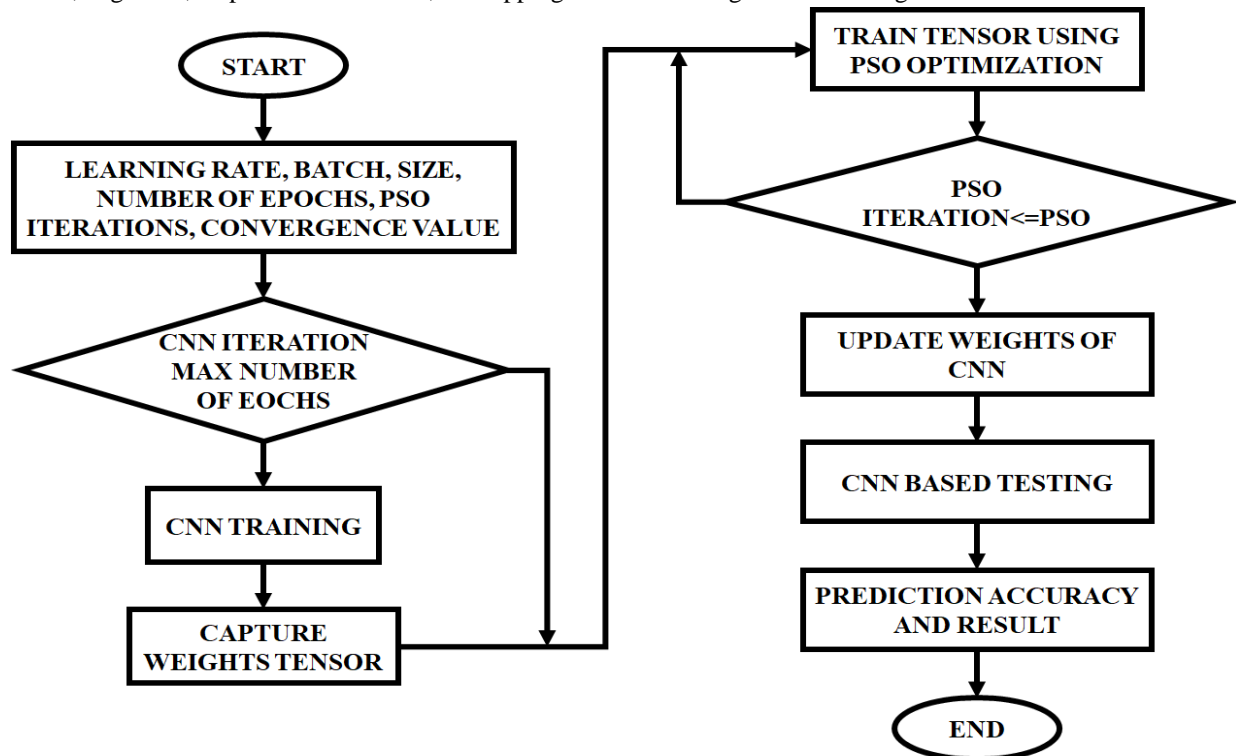 START
LEARNING RATE, BATCH, SIZE,
NUMBER OF EPOCHS, PSO
ITERATIONS, CONVERGENCE VALUE
CNN ITERATION
MAX NUMBER
OF EOCHS
CNN TRAINING
CAPTURE
WEIGHTS TENSOR
TRAIN TENSOR USING
PSO OPTIMIZATION
PSO
ITERATION<=PSO
UPDATE WEIGHTS OF
CNN
CNN BASED TESTING
PREDICTION ACCURACY
AND RESULT
END